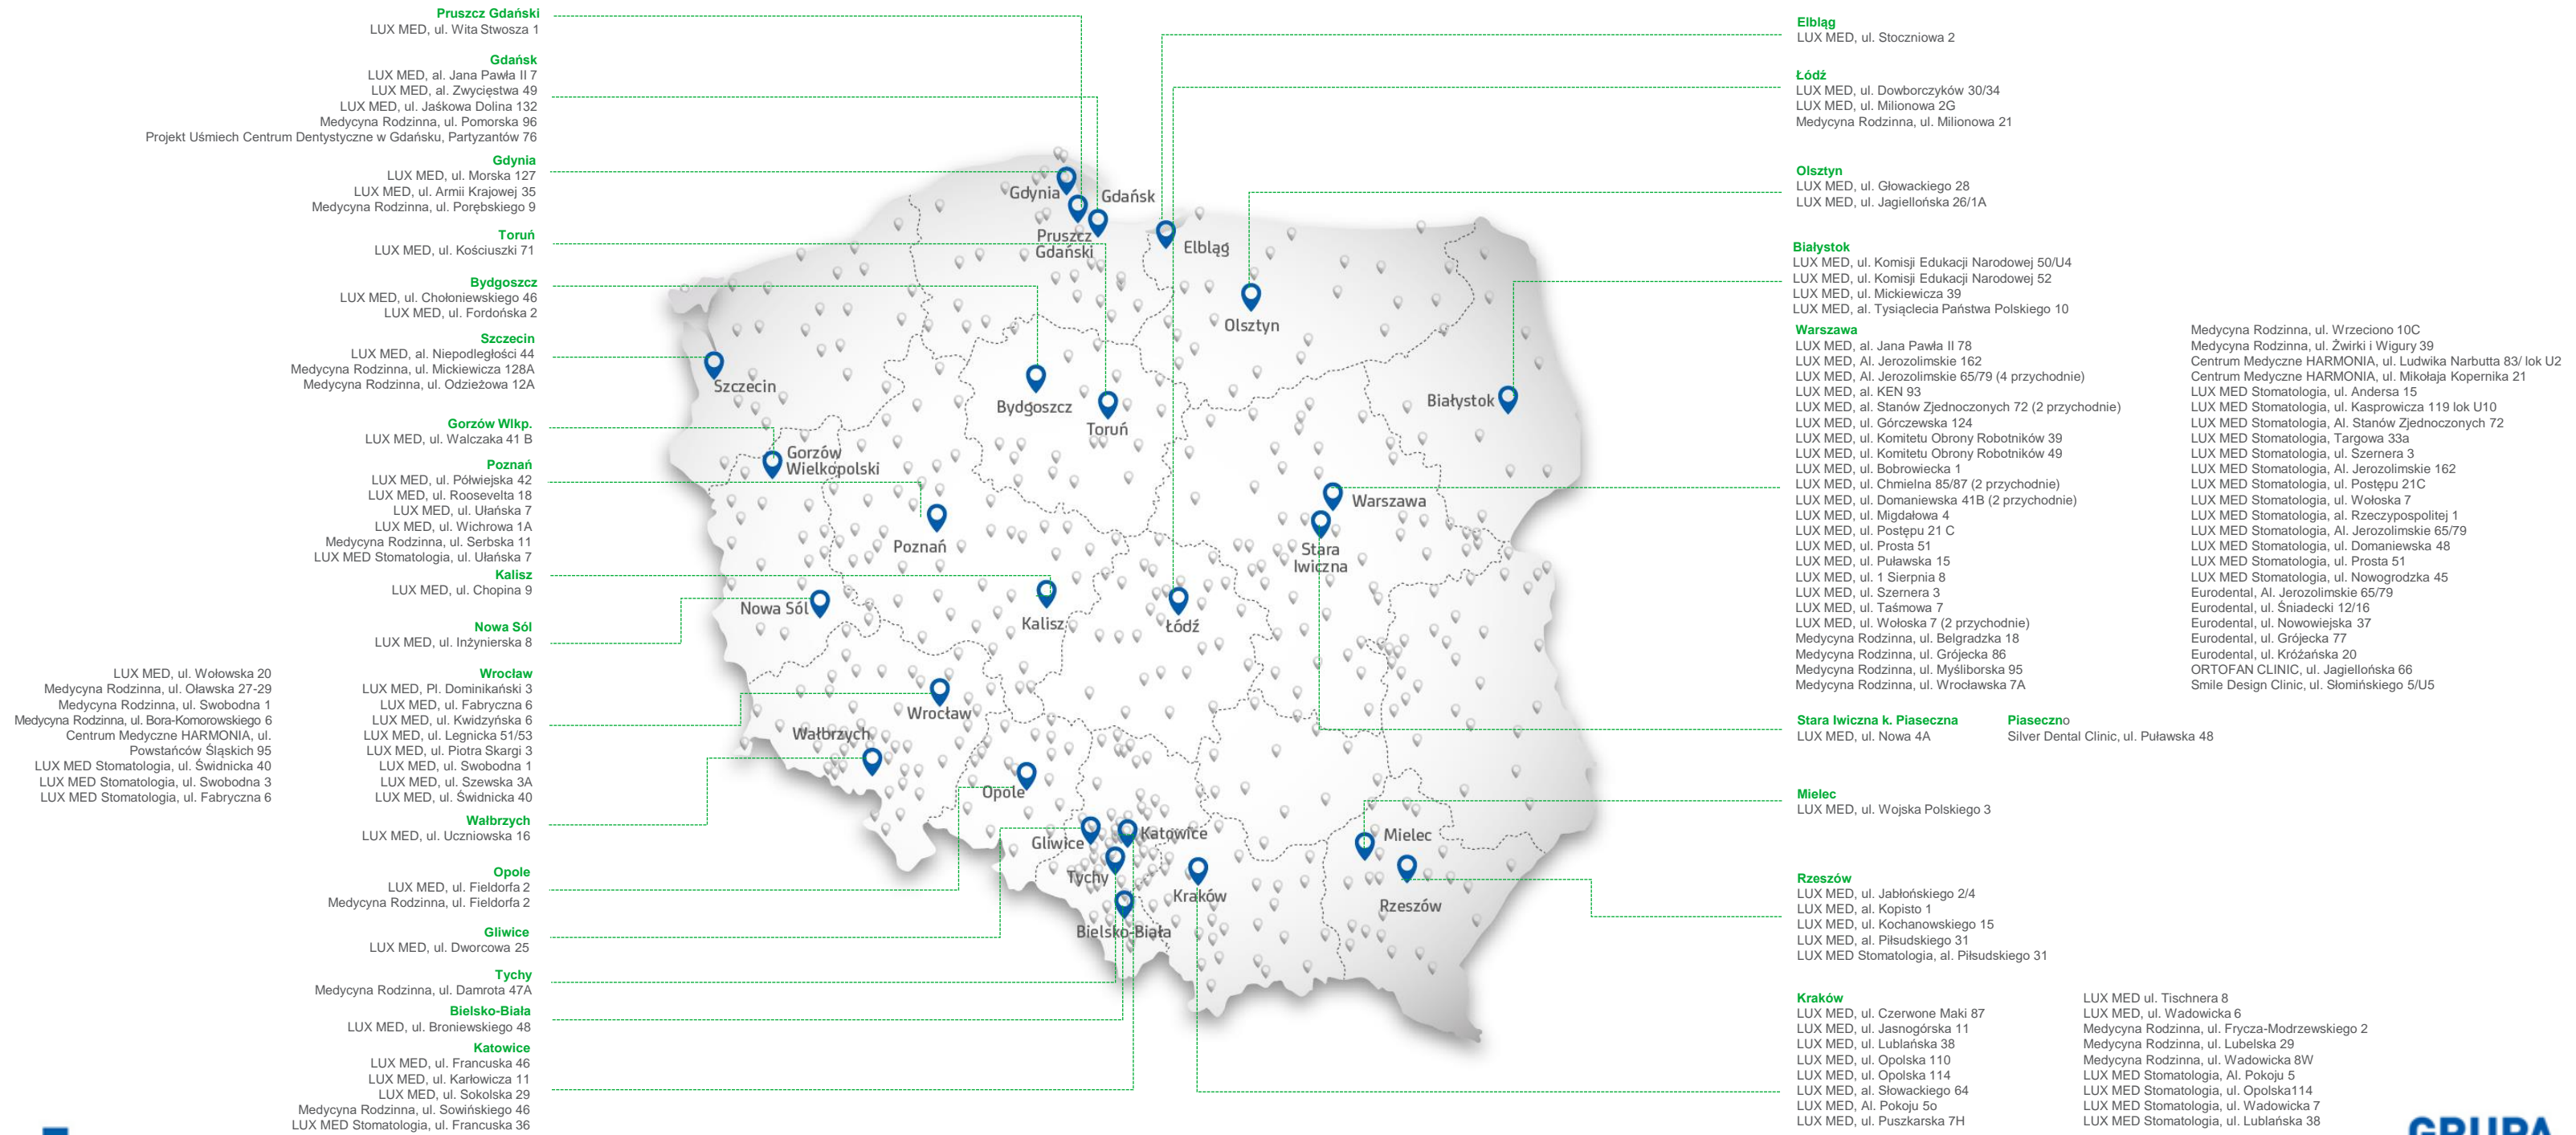 Pruszcz Gdański
LUX MED, ul. Wita Stwosza 1
Gdańsk
LUX MED, al. Jana Pawła II 7
LUX MED, al. Zwycięstwa 49
LUX MED, ul. Jaśkowa Dolina 132
Medycyna Rodzinna, ul. Pomorska 96
Projekt Uśmiech Centrum Dentystyczne w Gdańsku, Partyzantów 76
Gdynia
LUX MED, ul. Morska 127
LUX MED, ul. Armii Krajowej 35
Medycyna Rodzinna, ul. Porębskiego 9
Toruń
LUX MED, ul. Kościuszki 71
Bydgoszcz
LUX MED, ul. Chołoniewskiego 46
LUX MED, ul. Fordońska 2
Szczecin
LUX MED, al. Niepodległości 44
Medycyna Rodzinna, ul. Mickiewicza 128A
Medycyna Rodzinna, ul. Odzieżowa 12A
Gorzów Wlkp.
LUX MED, ul. Walczaka 41 B
Poznań
LUX MED, ul. Półwiejska 42
LUX MED, ul. Roosevelta 18
LUX MED, ul. Ułańska 7
LUX MED, ul. Wichrowa 1A
Medycyna Rodzinna, ul. Serbska 11
LUX MED Stomatologia, ul. Ułańska 7
Kalisz
LUX MED, ul. Chopina 9
Nowa Sól
LUX MED, ul. Inżynierska 8
Wrocław
LUX MED, Pl. Dominikański 3
LUX MED, ul. Fabryczna 6
LUX MED, ul. Kwidzyńska 6
LUX MED, ul. Legnicka 51/53
LUX MED, ul. Piotra Skargi 3
LUX MED, ul. Swobodna 1
LUX MED, ul. Szewska 3A
LUX MED, ul. Świdnicka 40
LUX MED, ul. Wołowska 20
Medycyna Rodzinna, ul. Oławska 27-29
Medycyna Rodzinna, ul. Swobodna 1
Medycyna Rodzinna, ul. Bora-Komorowskiego 6
Centrum Medyczne HARMONIA, ul.
Powstańców Śląskich 95
LUX MED Stomatologia, ul. Świdnicka 40
LUX MED Stomatologia, ul. Swobodna 3
LUX MED Stomatologia, ul. Fabryczna 6
Wałbrzych
LUX MED, ul. Uczniowska 16
Opole
LUX MED, ul. Fieldorfa 2
Medycyna Rodzinna, ul. Fieldorfa 2
Gliwice
LUX MED, ul. Dworcowa 25
Tychy
Medycyna Rodzinna, ul. Damrota 47A
Bielsko-Biała
LUX MED, ul. Broniewskiego 48
Katowice
LUX MED, ul. Francuska 46
LUX MED, ul. Karłowicza 11
LUX MED, ul. Sokolska 29
Medycyna Rodzinna, ul. Sowińskiego 46
LUX MED Stomatologia, ul. Francuska 36
Gdynia
Gdańsk
Pruszcz
Gdański
Elbląg
Olsztyn
Szczecin
Bydgoszcz
Toruń
Białystok
Gorzów
Wielkopolski
Warszawa
Poznań
Stara
Iwiczna
Nowa Sól
Kalisz
Łódź
Wrocław
Wałbrzych
Opole
Gliwice
Katowice
Mielec
Tychy
Kraków
Rzeszów
Bielsko-Biała
Elbląg
LUX MED, ul. Stoczniowa 2
Łódź
LUX MED, ul. Dowborczyków 30/34
LUX MED, ul. Milionowa 2G
Medycyna Rodzinna, ul. Milionowa 21
Olsztyn
LUX MED, ul. Głowackiego 28
LUX MED, ul. Jagiellońska 26/1A
Białystok
LUX MED, ul. Komisji Edukacji Narodowej 50/U4
LUX MED, ul. Komisji Edukacji Narodowej 52
LUX MED, ul. Mickiewicza 39
LUX MED, al. Tysiąclecia Państwa Polskiego 10
Warszawa
LUX MED, al. Jana Pawła II 78
LUX MED, Al. Jerozolimskie 162
LUX MED, Al. Jerozolimskie 65/79 (4 przychodnie)
LUX MED, al. KEN 93
LUX MED, al. Stanów Zjednoczonych 72 (2 przychodnie)
LUX MED, ul. Górczewska 124
LUX MED, ul. Komitetu Obrony Robotników 39
LUX MED, ul. Komitetu Obrony Robotników 49
LUX MED, ul. Bobrowiecka 1
LUX MED, ul. Chmielna 85/87 (2 przychodnie)
LUX MED, ul. Domaniewska 41B (2 przychodnie)
LUX MED, ul. Migdałowa 4
LUX MED, ul. Postępu 21 C
LUX MED, ul. Prosta 51
LUX MED, ul. Puławska 15
LUX MED, ul. 1 Sierpnia 8
LUX MED, ul. Szernera 3
LUX MED, ul. Taśmowa 7
LUX MED, ul. Wołoska 7 (2 przychodnie)
Medycyna Rodzinna, ul. Belgradzka 18
Medycyna Rodzinna, ul. Grójecka 86
Medycyna Rodzinna, ul. Myśliborska 95
Medycyna Rodzinna, ul. Wrocławska 7A
Medycyna Rodzinna, ul. Wrzeciono 10C
Medycyna Rodzinna, ul. Żwirki i Wigury 39
Centrum Medyczne HARMONIA, ul. Ludwika Narbutta 83/ lok U2
Centrum Medyczne HARMONIA, ul. Mikołaja Kopernika 21
LUX MED Stomatologia, ul. Andersa 15
LUX MED Stomatologia, ul. Kasprowicza 119 lok U10
LUX MED Stomatologia, Al. Stanów Zjednoczonych 72
LUX MED Stomatologia, Targowa 33a
LUX MED Stomatologia, ul. Szernera 3
LUX MED Stomatologia, Al. Jerozolimskie 162
LUX MED Stomatologia, ul. Postępu 21C
LUX MED Stomatologia, ul. Wołoska 7
LUX MED Stomatologia, al. Rzeczypospolitej 1
LUX MED Stomatologia, Al. Jerozolimskie 65/79
LUX MED Stomatologia, ul. Domaniewska 48
LUX MED Stomatologia, ul. Prosta 51
LUX MED Stomatologia, ul. Nowogrodzka 45
Eurodental, Al. Jerozolimskie 65/79
Eurodental, ul. Śniadecki 12/16
Eurodental, ul. Nowowiejska 37
Eurodental, ul. Grójecka 77
Eurodental, ul. Króżańska 20
ORTOFAN CLINIC, ul. Jagiellońska 66
Smile Design Clinic, ul. Słomińskiego 5/U5
Stara Iwiczna k. Piaseczna
LUX MED, ul. Nowa 4A
Piaseczno
Silver Dental Clinic, ul. Puławska 48
Mielec
LUX MED, ul. Wojska Polskiego 3
Rzeszów
LUX MED, ul. Jabłońskiego 2/4
LUX MED, al. Kopisto 1
LUX MED, ul. Kochanowskiego 15
LUX MED, al. Piłsudskiego 31
LUX MED Stomatologia, al. Piłsudskiego 31
Kraków
LUX MED, ul. Czerwone Maki 87
LUX MED, ul. Jasnogórska 11
LUX MED, ul. Lublańska 38
LUX MED, ul. Opolska 110
LUX MED, ul. Opolska 114
LUX MED, al. Słowackiego 64
LUX MED, Al. Pokoju 5o
LUX MED, ul. Puszkarska 7H
LUX MED ul. Tischnera 8
LUX MED, ul. Wadowicka 6
Medycyna Rodzinna, ul. Frycza-Modrzewskiego 2
Medycyna Rodzinna, ul. Lubelska 29
Medycyna Rodzinna, ul. Wadowicka 8W
LUX MED Stomatologia, Al. Pokoju 5
LUX MED Stomatologia, ul. Opolska114
LUX MED Stomatologia, ul. Wadowicka 7
LUX MED Stomatologia, ul. Lublańska 38
GRUPA